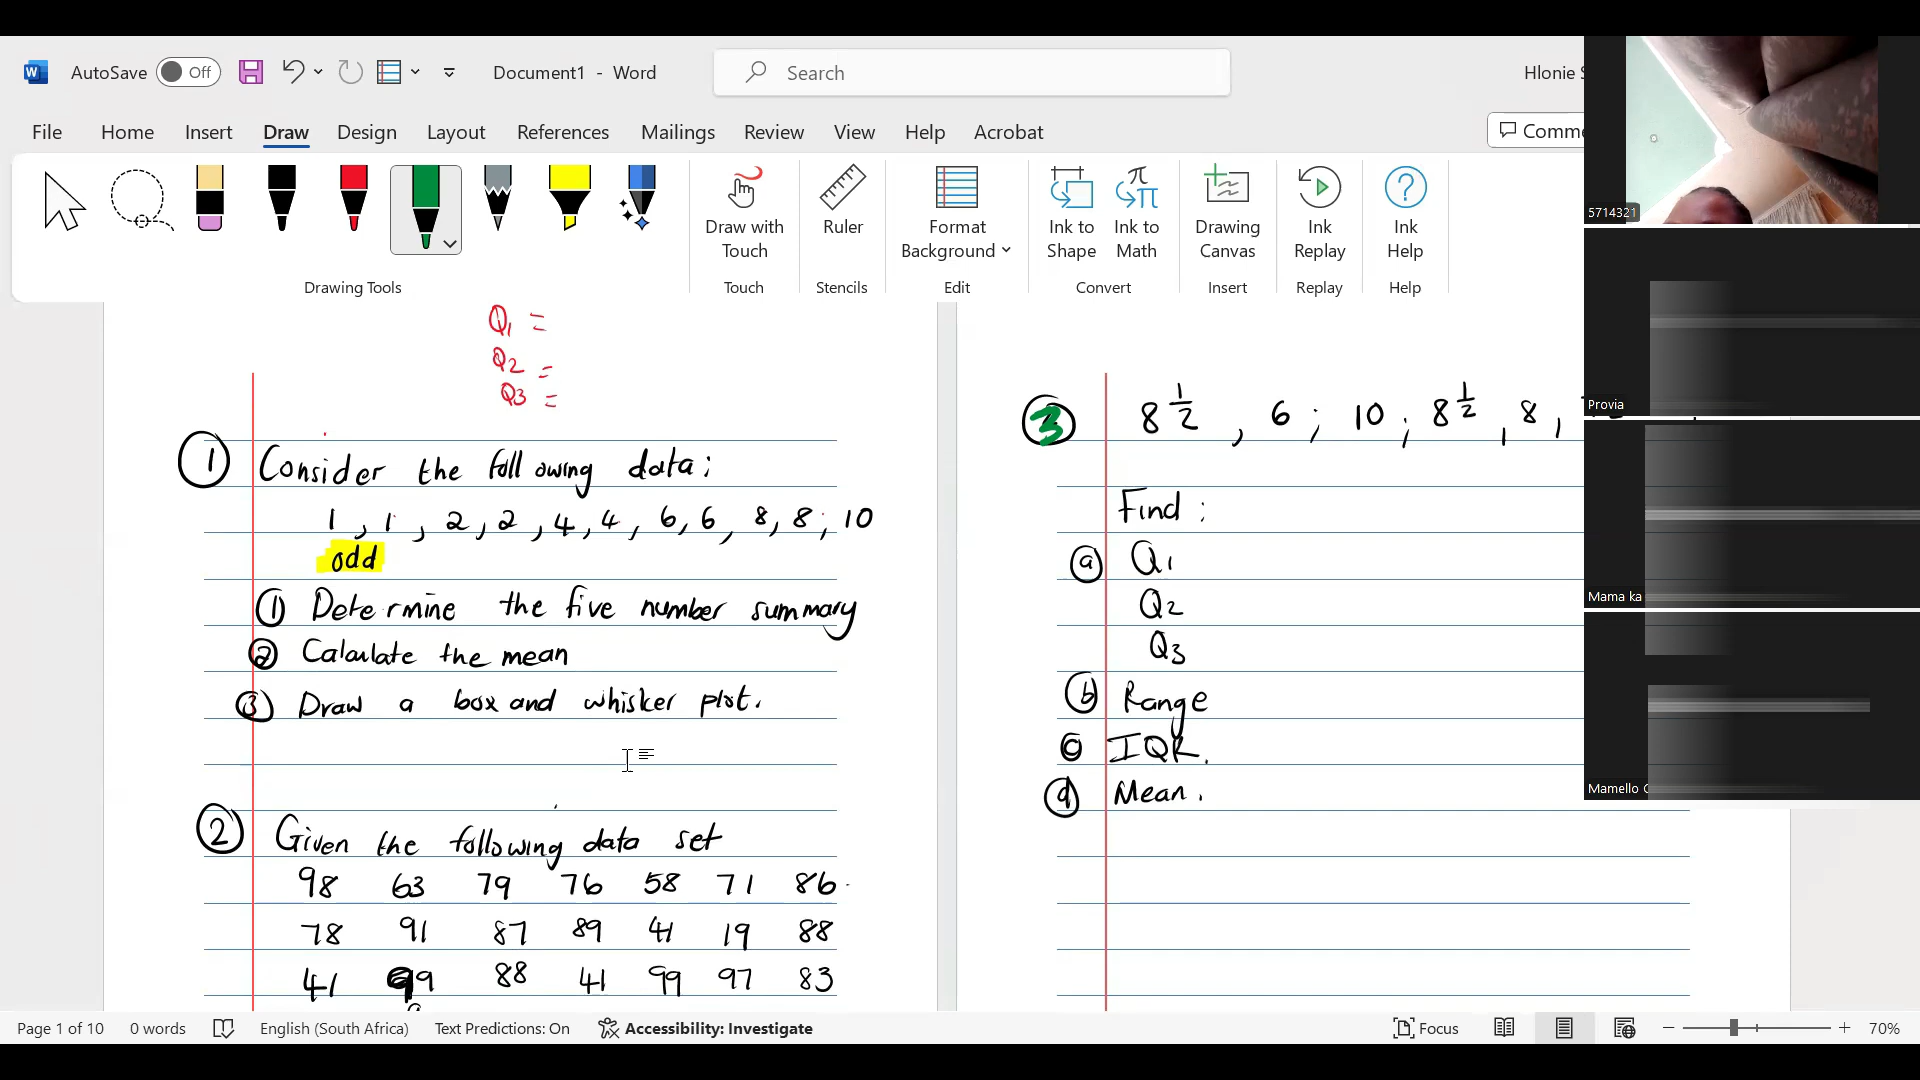 AutoSave Off Document1 - Word Search Hlonie S
File Home Insert Draw Design Layout References Mailings Review View Help Acrobat Comme
Draw with Touch
Ruler
Format Background
Ink to Shape
Ink to Math
Drawing Canvas
Ink Replay
Ink Help
Drawing Tools Touch Stencils Edit Convert Insert Replay Help
5714321
Provia
Mama ka
Mamello
Q1 =
Q2 =
Q3 =
1 Consider the following data:
1, 1, 2, 2, 4, 4, 6, 6, 8, 8; 10
odd
1 Determine the five number summary
2 Calculate the mean
3 Draw a box and whisker plot.
2 Given the following data set
98 63 79 76 58 71 86
78 91 87 89 41 19 88
41 99 88 41 99 97 83
3 8 1/2, 6; 10; 8 1/2, 8,
Find:
a Q1
Q2
Q3
b Range
c IQR.
d Mean.
Page 1 of 10 0 words English (South Africa) Text Predictions: On Accessibility: Investigate Focus 70%